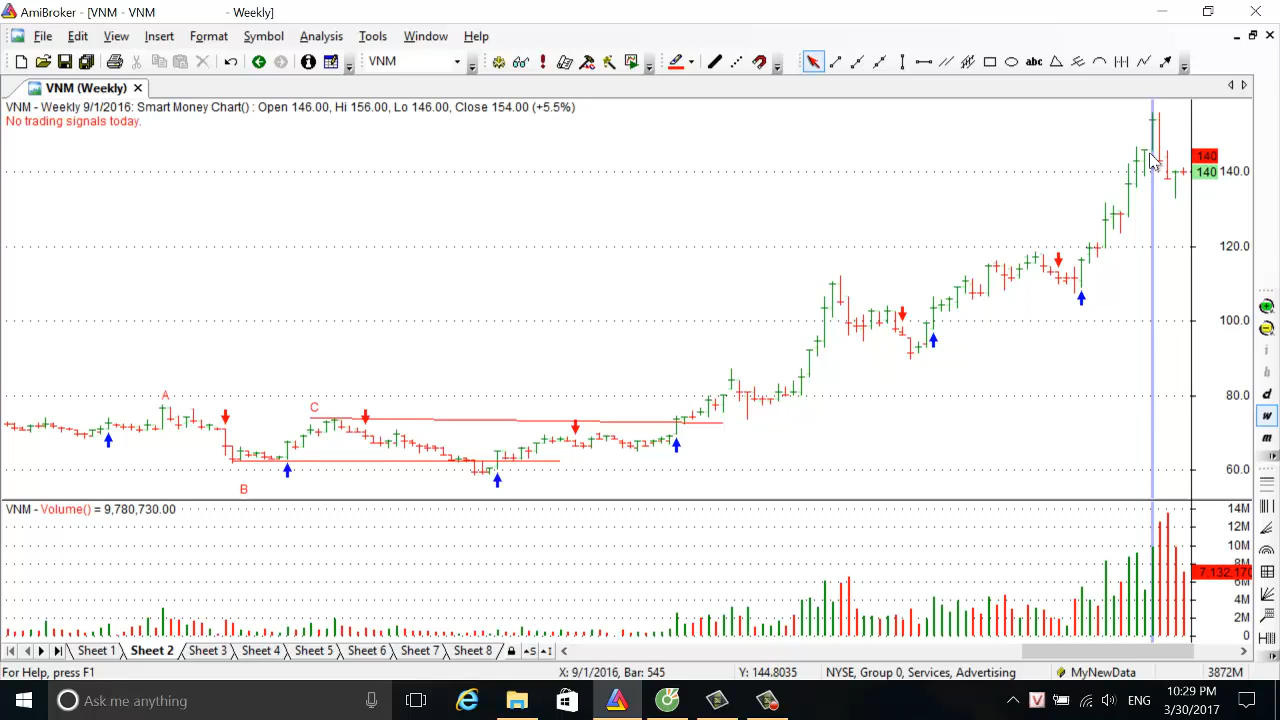 AmiBroker - [VNM - VNM - Weekly]
File Edit View Insert Format Symbol Analysis Tools Window Help
VNM
abc
VNM (Weekly)
VNM - Weekly 9/1/2016: Smart Money Chart() : Open 146.00, Hi 156.00, Lo 146.00, Close 154.00 (+5.5%)
No trading signals today.
140
140 140.0
120.0
100.0
80.0
60.0
A
C
B
d
w
m
VNM - Volume() = 9,780,730.00
14M
12M
10M
8M
7,132,170
6M
4M
2M
0
Sheet 1 Sheet 2 Sheet 3 Sheet 4 Sheet 5 Sheet 6 Sheet 7 Sheet 8
For Help, press F1 X: 9/1/2016, Bar: 545 Y: 144.8035 NYSE, Group 0, Services, Advertising MyNewData 3872M
Ask me anything
ENG
10:29 PM
3/30/2017